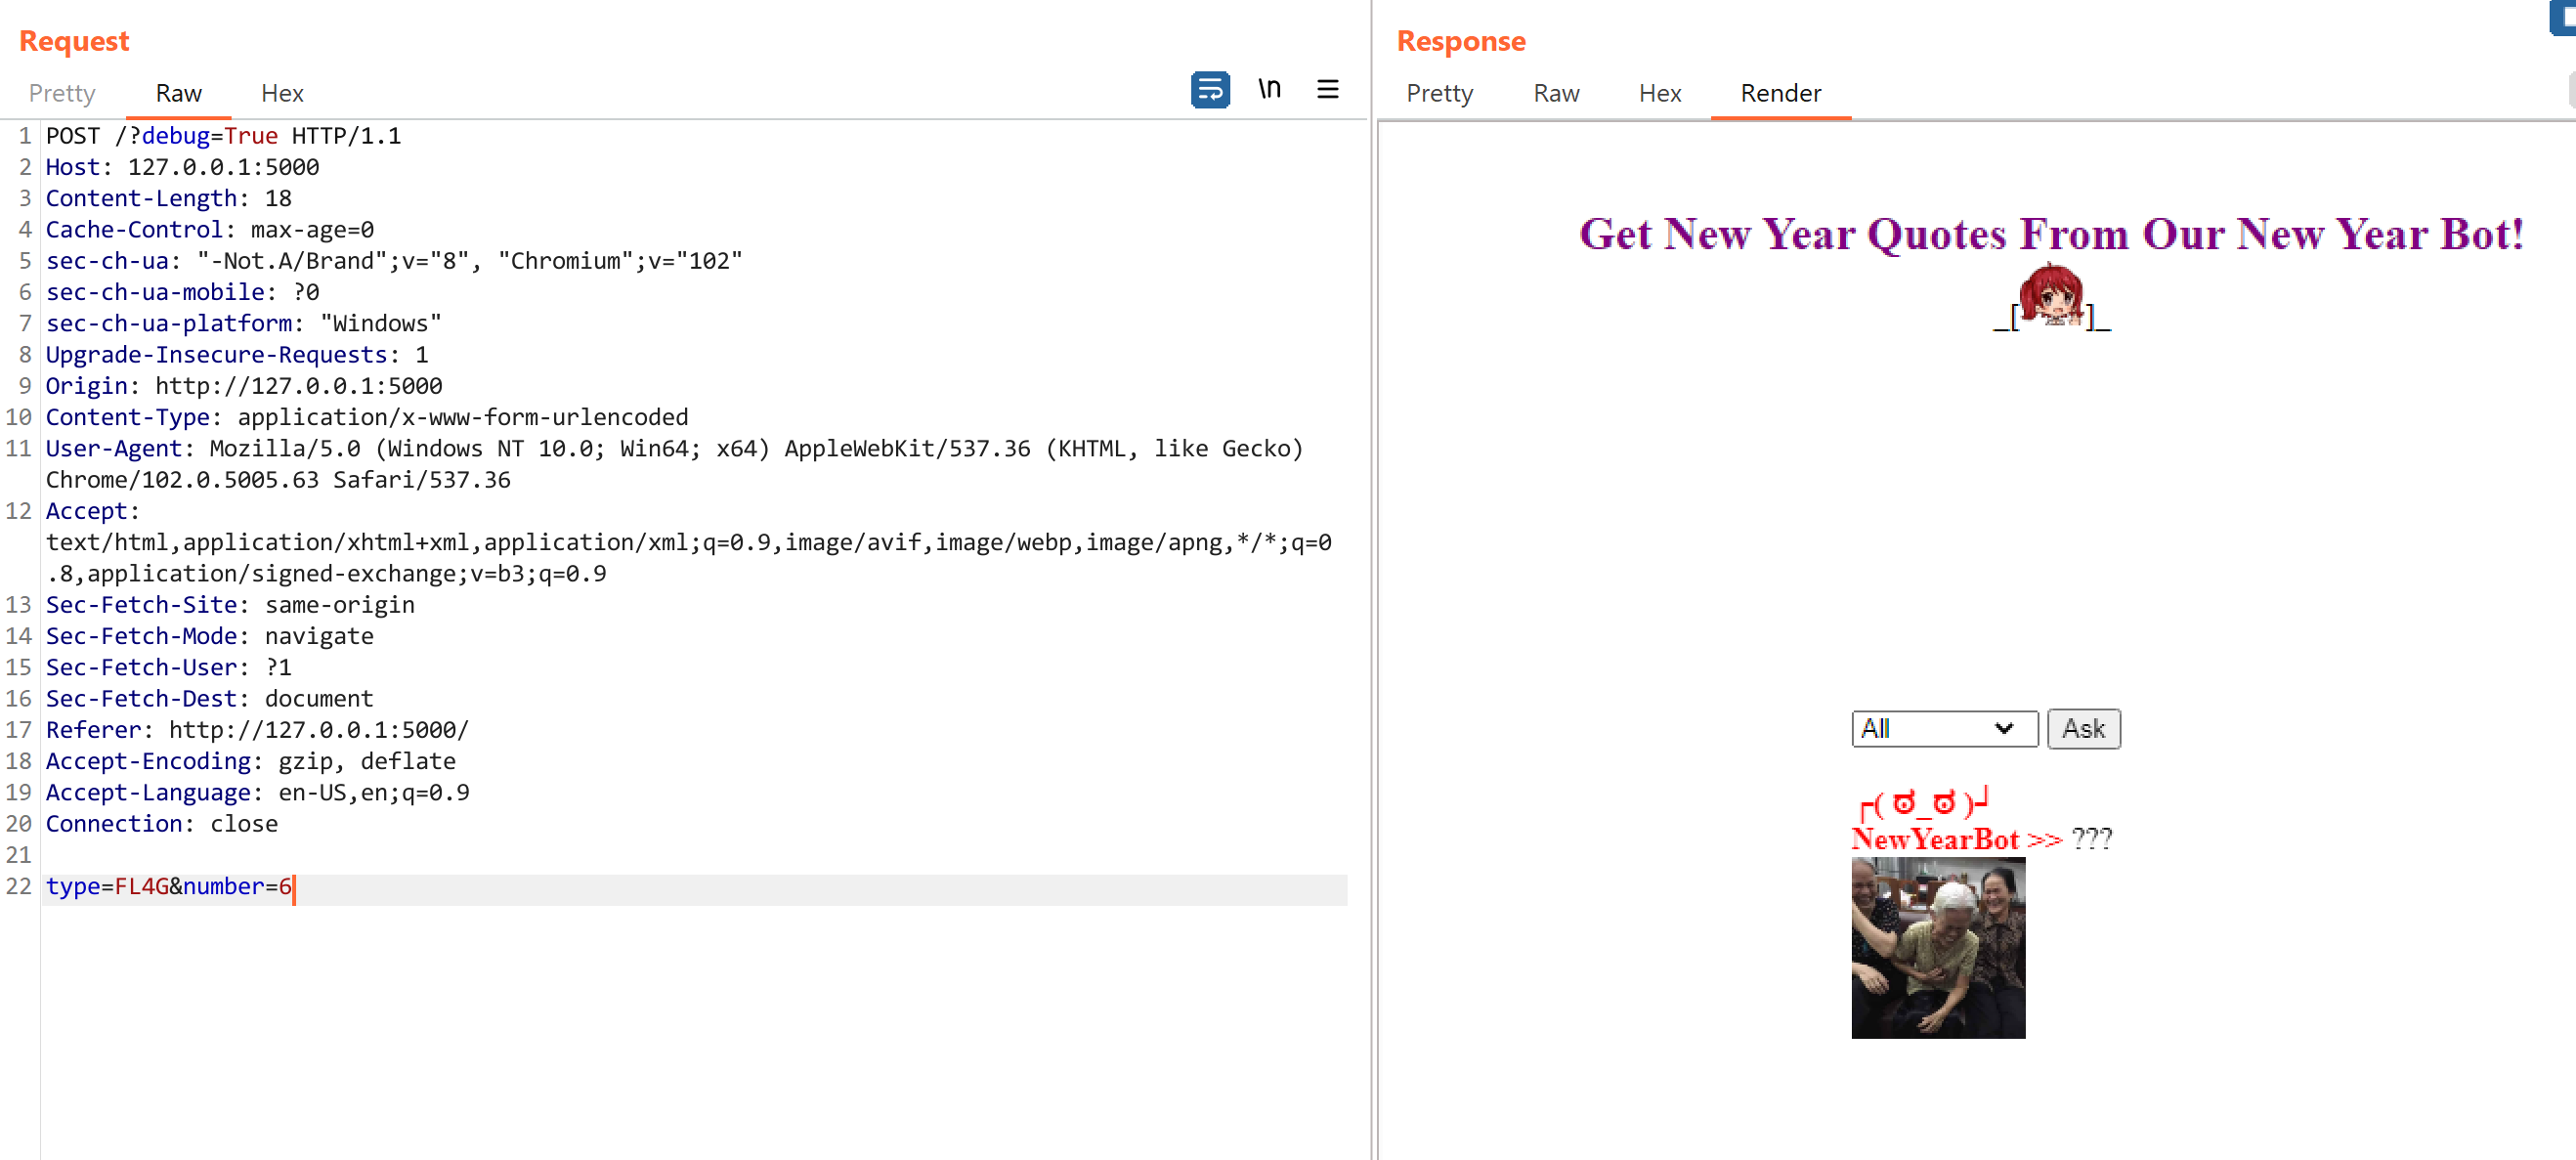 Request
Pretty Raw Hex \n
1 POST /?debug=True HTTP/1.1
2 Host: 127.0.0.1:5000
3 Content-Length: 18
4 Cache-Control: max-age=0
5 sec-ch-ua: "-Not.A/Brand";v="8", "Chromium";v="102"
6 sec-ch-ua-mobile: ?0
7 sec-ch-ua-platform: "Windows"
8 Upgrade-Insecure-Requests: 1
9 Origin: http://127.0.0.1:5000
10 Content-Type: application/x-www-form-urlencoded
11 User-Agent: Mozilla/5.0 (Windows NT 10.0; Win64; x64) AppleWebKit/537.36 (KHTML, like Gecko)
Chrome/102.0.5005.63 Safari/537.36
12 Accept:
text/html,application/xhtml+xml,application/xml;q=0.9,image/avif,image/webp,image/apng,*/*;q=0
.8,application/signed-exchange;v=b3;q=0.9
13 Sec-Fetch-Site: same-origin
14 Sec-Fetch-Mode: navigate
15 Sec-Fetch-User: ?1
16 Sec-Fetch-Dest: document
17 Referer: http://127.0.0.1:5000/
18 Accept-Encoding: gzip, deflate
19 Accept-Language: en-US,en;q=0.9
20 Connection: close
21
22 type=FL4G&number=6
Response
Pretty Raw Hex Render
Get New Year Quotes From Our New Year Bot!
_[ ]_
All Ask
┌( ಠ_ಠ )┘
NewYearBot >> ???